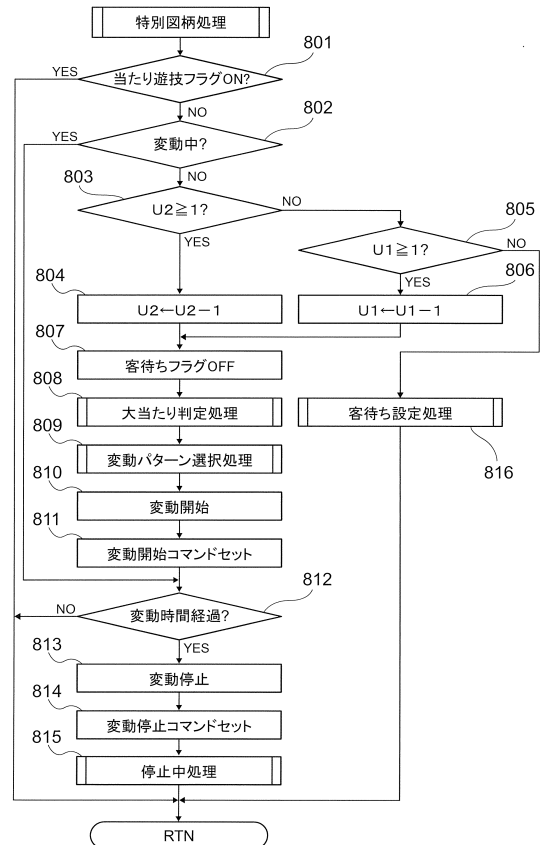 特別図柄処理
801
当たり遊技フラグON?
YES
NO
802
変動中?
YES
NO
803
U2≧1?
NO
YES
805
U1≧1?
NO
YES
804
U2←U2−1
806
U1←U1−1
807
客待ちフラグOFF
808
大当たり判定処理
客待ち設定処理
816
809
変動パターン選択処理
810
変動開始
811
変動開始コマンドセット
812
変動時間経過?
NO
YES
813
変動停止
814
変動停止コマンドセット
815
停止中処理
RTN